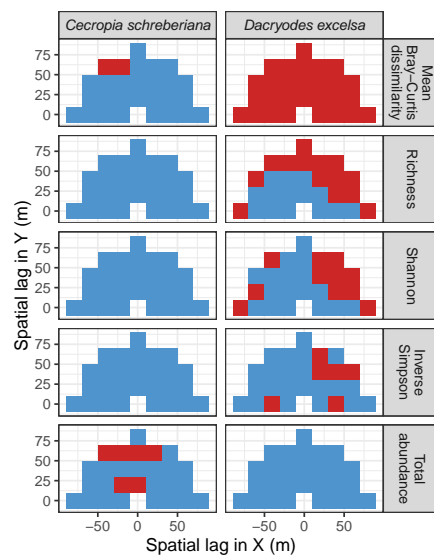 Cecropia schreberiana
Dacryodes excelsa
75
50
25
0
Mean
Bray−Curtis
dissimilarity
75
50
25
0
Richness
75
50
25
0
Shannon
75
50
25
0
Inverse
Simpson
75
50
25
0
Total
abundance
−50 0 50
−50 0 50
Spatial lag in Y (m)
Spatial lag in X (m)